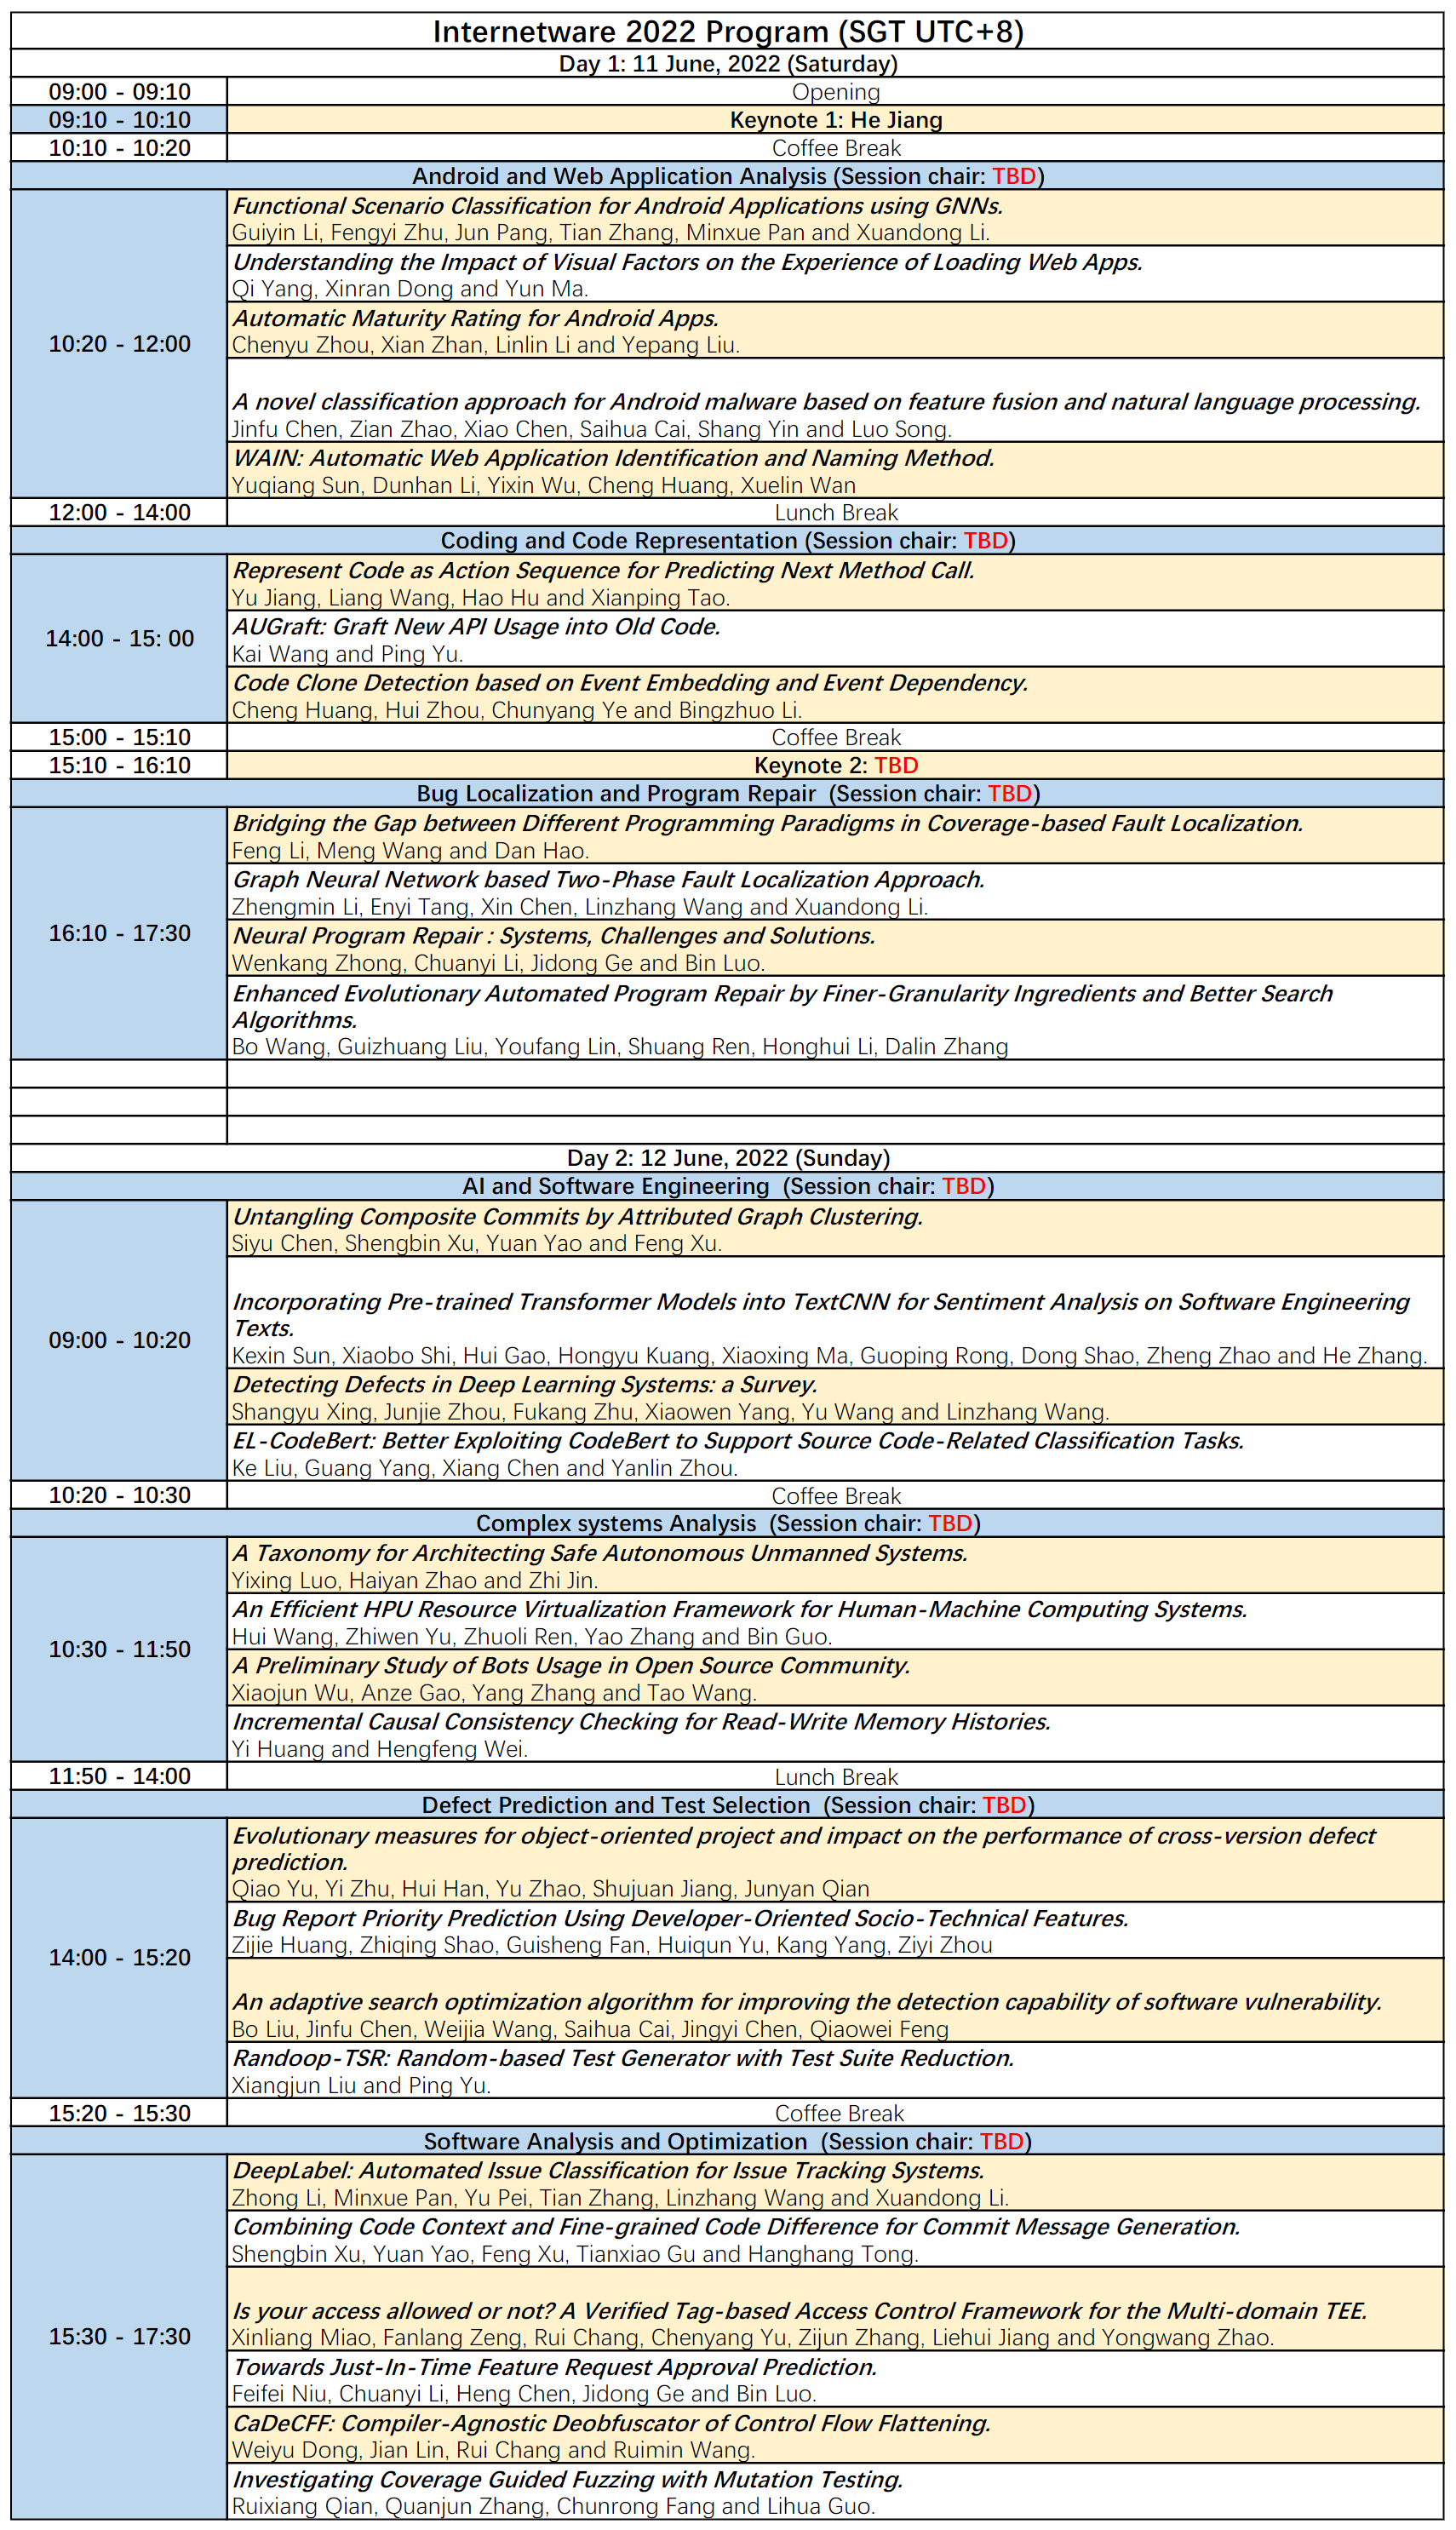 Internetware 2022 Program (SGT UTC+8)
Day 1: 11 June, 2022 (Saturday)
09:00 - 09:10 Opening
09:10 - 10:10 Keynote 1: He Jiang
10:10 - 10:20 Coffee Break
Android and Web Application Analysis (Session chair: TBD)
10:20 - 12:00
Functional Scenario Classification for Android Applications using GNNs.
Guiyin Li, Fengyi Zhu, Jun Pang, Tian Zhang, Minxue Pan and Xuandong Li.
Understanding the Impact of Visual Factors on the Experience of Loading Web Apps.
Qi Yang, Xinran Dong and Yun Ma.
Automatic Maturity Rating for Android Apps.
Chenyu Zhou, Xian Zhan, Linlin Li and Yepang Liu.
A novel classification approach for Android malware based on feature fusion and natural language processing.
Jinfu Chen, Zian Zhao, Xiao Chen, Saihua Cai, Shang Yin and Luo Song.
WAIN: Automatic Web Application Identification and Naming Method.
Yuqiang Sun, Dunhan Li, Yixin Wu, Cheng Huang, Xuelin Wan
12:00 - 14:00 Lunch Break
Coding and Code Representation (Session chair: TBD)
14:00 - 15: 00
Represent Code as Action Sequence for Predicting Next Method Call.
Yu Jiang, Liang Wang, Hao Hu and Xianping Tao.
AUGraft: Graft New API Usage into Old Code.
Kai Wang and Ping Yu.
Code Clone Detection based on Event Embedding and Event Dependency.
Cheng Huang, Hui Zhou, Chunyang Ye and Bingzhuo Li.
15:00 - 15:10 Coffee Break
15:10 - 16:10 Keynote 2: TBD
Bug Localization and Program Repair (Session chair: TBD)
16:10 - 17:30
Bridging the Gap between Different Programming Paradigms in Coverage-based Fault Localization.
Feng Li, Meng Wang and Dan Hao.
Graph Neural Network based Two-Phase Fault Localization Approach.
Zhengmin Li, Enyi Tang, Xin Chen, Linzhang Wang and Xuandong Li.
Neural Program Repair : Systems, Challenges and Solutions.
Wenkang Zhong, Chuanyi Li, Jidong Ge and Bin Luo.
Enhanced Evolutionary Automated Program Repair by Finer-Granularity Ingredients and Better Search
Algorithms.
Bo Wang, Guizhuang Liu, Youfang Lin, Shuang Ren, Honghui Li, Dalin Zhang
Day 2: 12 June, 2022 (Sunday)
AI and Software Engineering (Session chair: TBD)
09:00 - 10:20
Untangling Composite Commits by Attributed Graph Clustering.
Siyu Chen, Shengbin Xu, Yuan Yao and Feng Xu.
Incorporating Pre-trained Transformer Models into TextCNN for Sentiment Analysis on Software Engineering
Texts.
Kexin Sun, Xiaobo Shi, Hui Gao, Hongyu Kuang, Xiaoxing Ma, Guoping Rong, Dong Shao, Zheng Zhao and He Zhang.
Detecting Defects in Deep Learning Systems: a Survey.
Shangyu Xing, Junjie Zhou, Fukang Zhu, Xiaowen Yang, Yu Wang and Linzhang Wang.
EL-CodeBert: Better Exploiting CodeBert to Support Source Code-Related Classification Tasks.
Ke Liu, Guang Yang, Xiang Chen and Yanlin Zhou.
10:20 - 10:30 Coffee Break
Complex systems Analysis (Session chair: TBD)
10:30 - 11:50
A Taxonomy for Architecting Safe Autonomous Unmanned Systems.
Yixing Luo, Haiyan Zhao and Zhi Jin.
An Efficient HPU Resource Virtualization Framework for Human-Machine Computing Systems.
Hui Wang, Zhiwen Yu, Zhuoli Ren, Yao Zhang and Bin Guo.
A Preliminary Study of Bots Usage in Open Source Community.
Xiaojun Wu, Anze Gao, Yang Zhang and Tao Wang.
Incremental Causal Consistency Checking for Read-Write Memory Histories.
Yi Huang and Hengfeng Wei.
11:50 - 14:00 Lunch Break
Defect Prediction and Test Selection (Session chair: TBD)
14:00 - 15:20
Evolutionary measures for object-oriented project and impact on the performance of cross-version defect
prediction.
Qiao Yu, Yi Zhu, Hui Han, Yu Zhao, Shujuan Jiang, Junyan Qian
Bug Report Priority Prediction Using Developer-Oriented Socio-Technical Features.
Zijie Huang, Zhiqing Shao, Guisheng Fan, Huiqun Yu, Kang Yang, Ziyi Zhou
An adaptive search optimization algorithm for improving the detection capability of software vulnerability.
Bo Liu, Jinfu Chen, Weijia Wang, Saihua Cai, Jingyi Chen, Qiaowei Feng
Randoop-TSR: Random-based Test Generator with Test Suite Reduction.
Xiangjun Liu and Ping Yu.
15:20 - 15:30 Coffee Break
Software Analysis and Optimization (Session chair: TBD)
15:30 - 17:30
DeepLabel: Automated Issue Classification for Issue Tracking Systems.
Zhong Li, Minxue Pan, Yu Pei, Tian Zhang, Linzhang Wang and Xuandong Li.
Combining Code Context and Fine-grained Code Difference for Commit Message Generation.
Shengbin Xu, Yuan Yao, Feng Xu, Tianxiao Gu and Hanghang Tong.
Is your access allowed or not? A Verified Tag-based Access Control Framework for the Multi-domain TEE.
Xinliang Miao, Fanlang Zeng, Rui Chang, Chenyang Yu, Zijun Zhang, Liehui Jiang and Yongwang Zhao.
Towards Just-In-Time Feature Request Approval Prediction.
Feifei Niu, Chuanyi Li, Heng Chen, Jidong Ge and Bin Luo.
CaDeCFF: Compiler-Agnostic Deobfuscator of Control Flow Flattening.
Weiyu Dong, Jian Lin, Rui Chang and Ruimin Wang.
Investigating Coverage Guided Fuzzing with Mutation Testing.
Ruixiang Qian, Quanjun Zhang, Chunrong Fang and Lihua Guo.